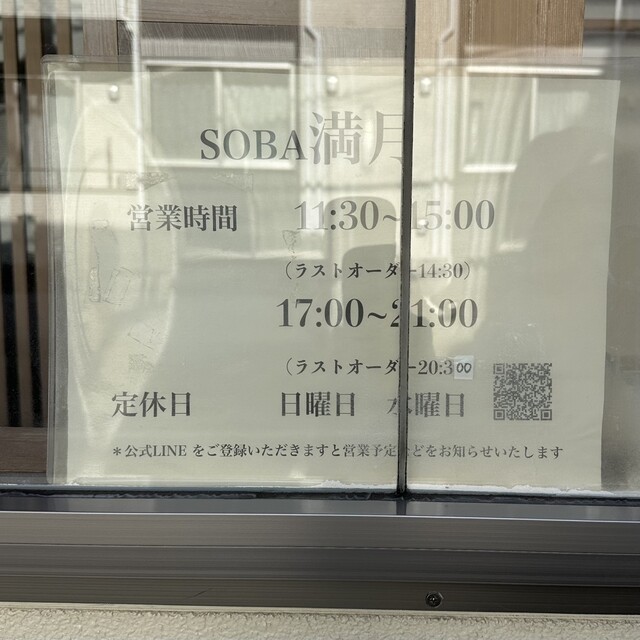 SOBA満月
営業時間 11:30~15:00
（ラストオーダー14:30）
17:00~21:00
（ラストオーダー20:300
定休日 日曜日
＊公式LINE をご登録いただきますと営業予定などをお知らせいたします